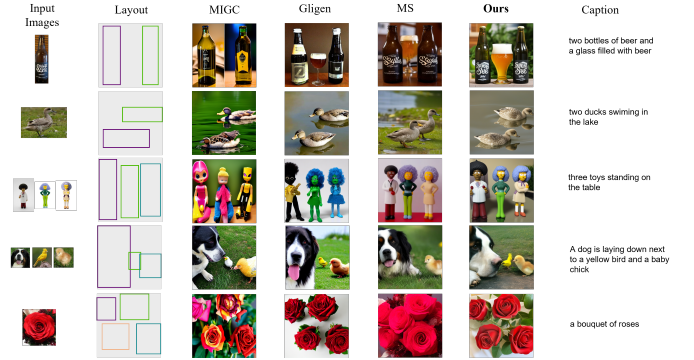 Input
Images
Layout
MIGC
Gligen
MS
Ours
Caption
two bottles of beer and
a glass filled with beer
two ducks swiming in
the lake
three toys standing on
the table
A dog is laying down next
to a yellow bird and a baby
chick
a bouquet of roses